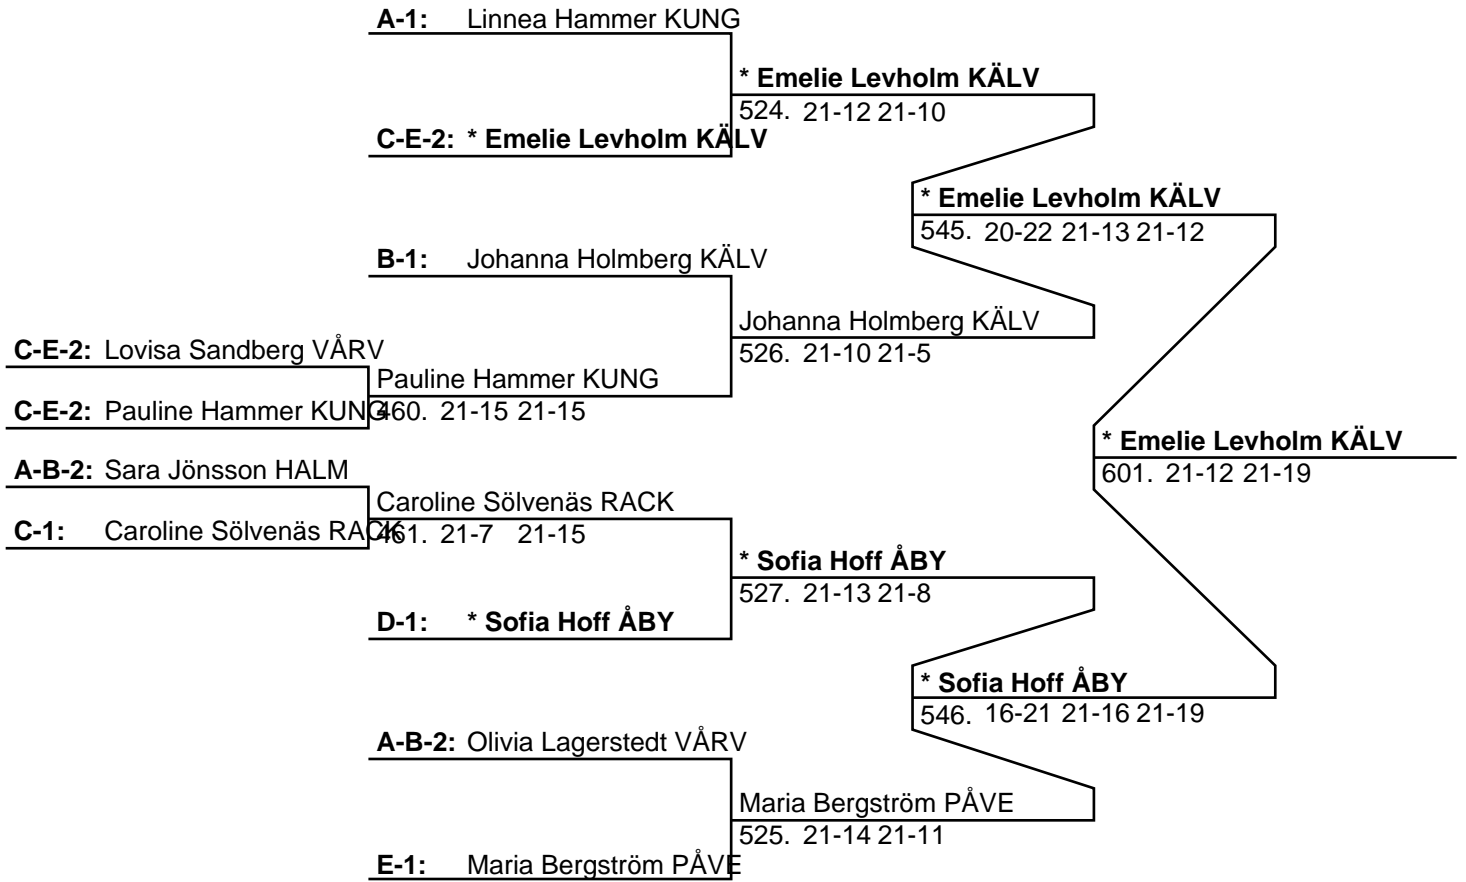 A-1: Linnea Hammer KUNG
* Emelie Levholm KÄLV
524. 21-12 21-10
C-E-2: * Emelie Levholm KÄLV
* Emelie Levholm KÄLV
545. 20-22 21-13 21-12
B-1: Johanna Holmberg KÄLV
Johanna Holmberg KÄLV
526. 21-10 21-5
C-E-2: Lovisa Sandberg VÅRV
Pauline Hammer KUNG
460. 21-15 21-15
C-E-2: Pauline Hammer KUNG
* Emelie Levholm KÄLV
601. 21-12 21-19
A-B-2: Sara Jönsson HALM
Caroline Sölvenäs RACK
461. 21-7 21-15
C-1: Caroline Sölvenäs RACK
* Sofia Hoff ÅBY
527. 21-13 21-8
D-1: * Sofia Hoff ÅBY
* Sofia Hoff ÅBY
546. 16-21 21-16 21-19
A-B-2: Olivia Lagerstedt VÅRV
Maria Bergström PÅVE
525. 21-14 21-11
E-1: Maria Bergström PÅVE